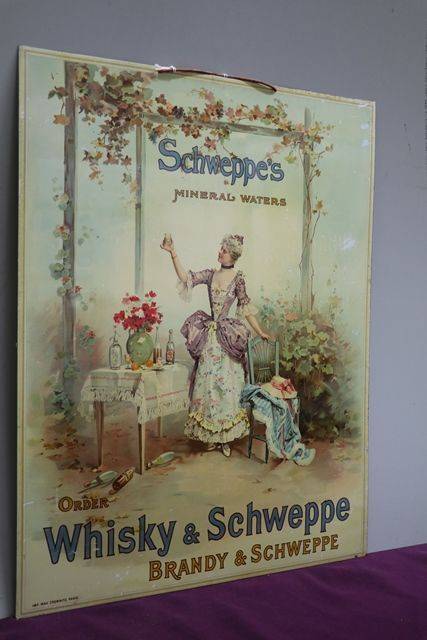 Schweppe's
MINERAL WATERS
ORDER
Whisky & Schweppe
BRANDY & SCHWEPPE